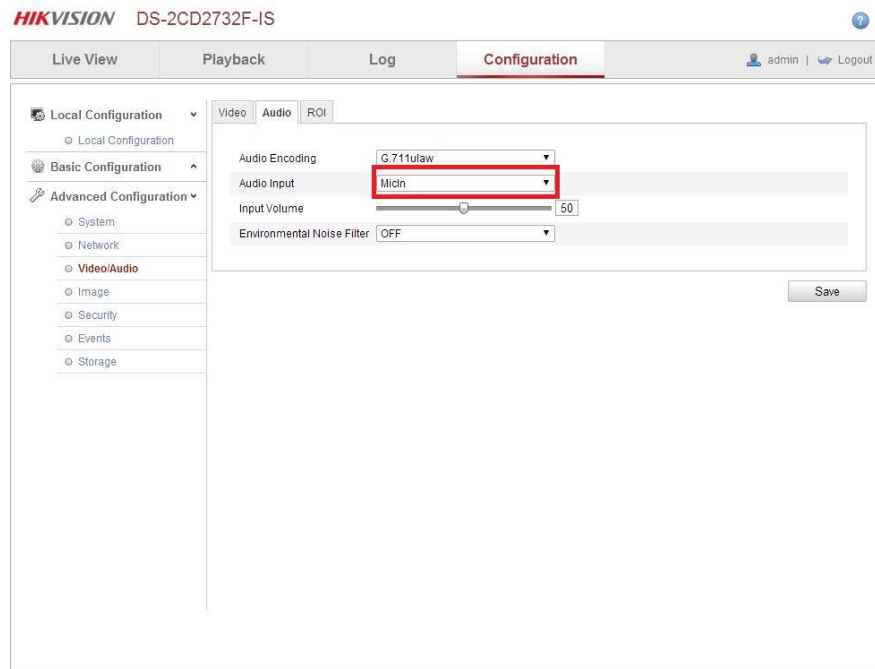 HIKVISION DS-2CD2732F-IS
Live View Playback Log Configuration admin | Logout
Local Configuration
Local Configuration
Basic Configuration
Advanced Configuration
System
Network
Video/Audio
Image
Security
Events
Storage
Video Audio ROI
Audio Encoding G.711ulaw
Audio Input MicIn
Input Volume 50
Environmental Noise Filter OFF
Save